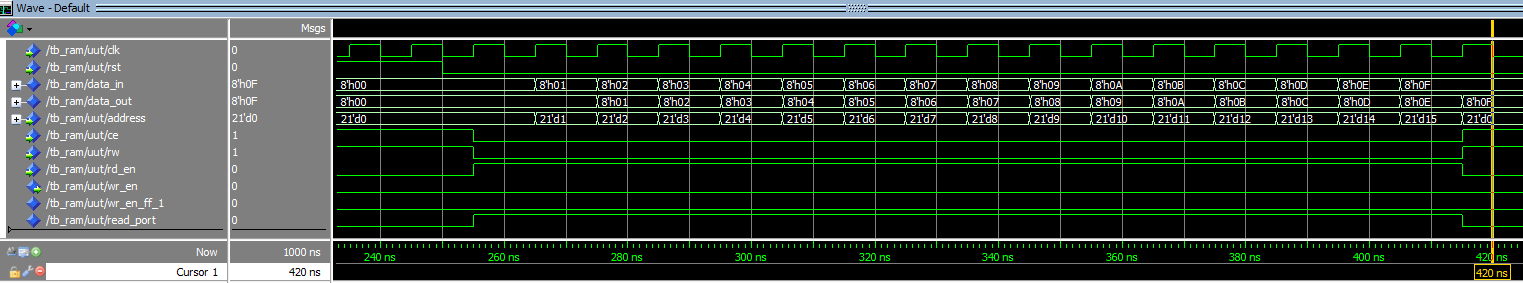 Wave - Default
Msgs
/tb_ram/uut/clk 0
/tb_ram/uut/rst 0
/tb_ram/data_in 8'h0F 8'h00 8'h01 8'h02 8'h03 8'h04 8'h05 8'h06 8'h07 8'h08 8'h09 8'h0A 8'h0B 8'h0C 8'h0D 8'h0E 8'h0F
/tb_ram/data_out 8'h0F 8'h00 8'h01 8'h02 8'h03 8'h04 8'h05 8'h06 8'h07 8'h08 8'h09 8'h0A 8'h0B 8'h0C 8'h0D 8'h0E 8'h0F
/tb_ram/uut/address 21'd0 21'd0 21'd1 21'd2 21'd3 21'd4 21'd5 21'd6 21'd7 21'd8 21'd9 21'd10 21'd11 21'd12 21'd13 21'd14 21'd15 21'd0
/tb_ram/uut/ce 1
/tb_ram/uut/rw 1
/tb_ram/uut/rd_en 0
/tb_ram/uut/wr_en 0
/tb_ram/uut/wr_en_ff_1 0
/tb_ram/uut/read_port 0
Now 1000 ns 240 ns 260 ns 280 ns 300 ns 320 ns 340 ns 360 ns 380 ns 400 ns 420 ns
Cursor 1 420 ns 420 ns